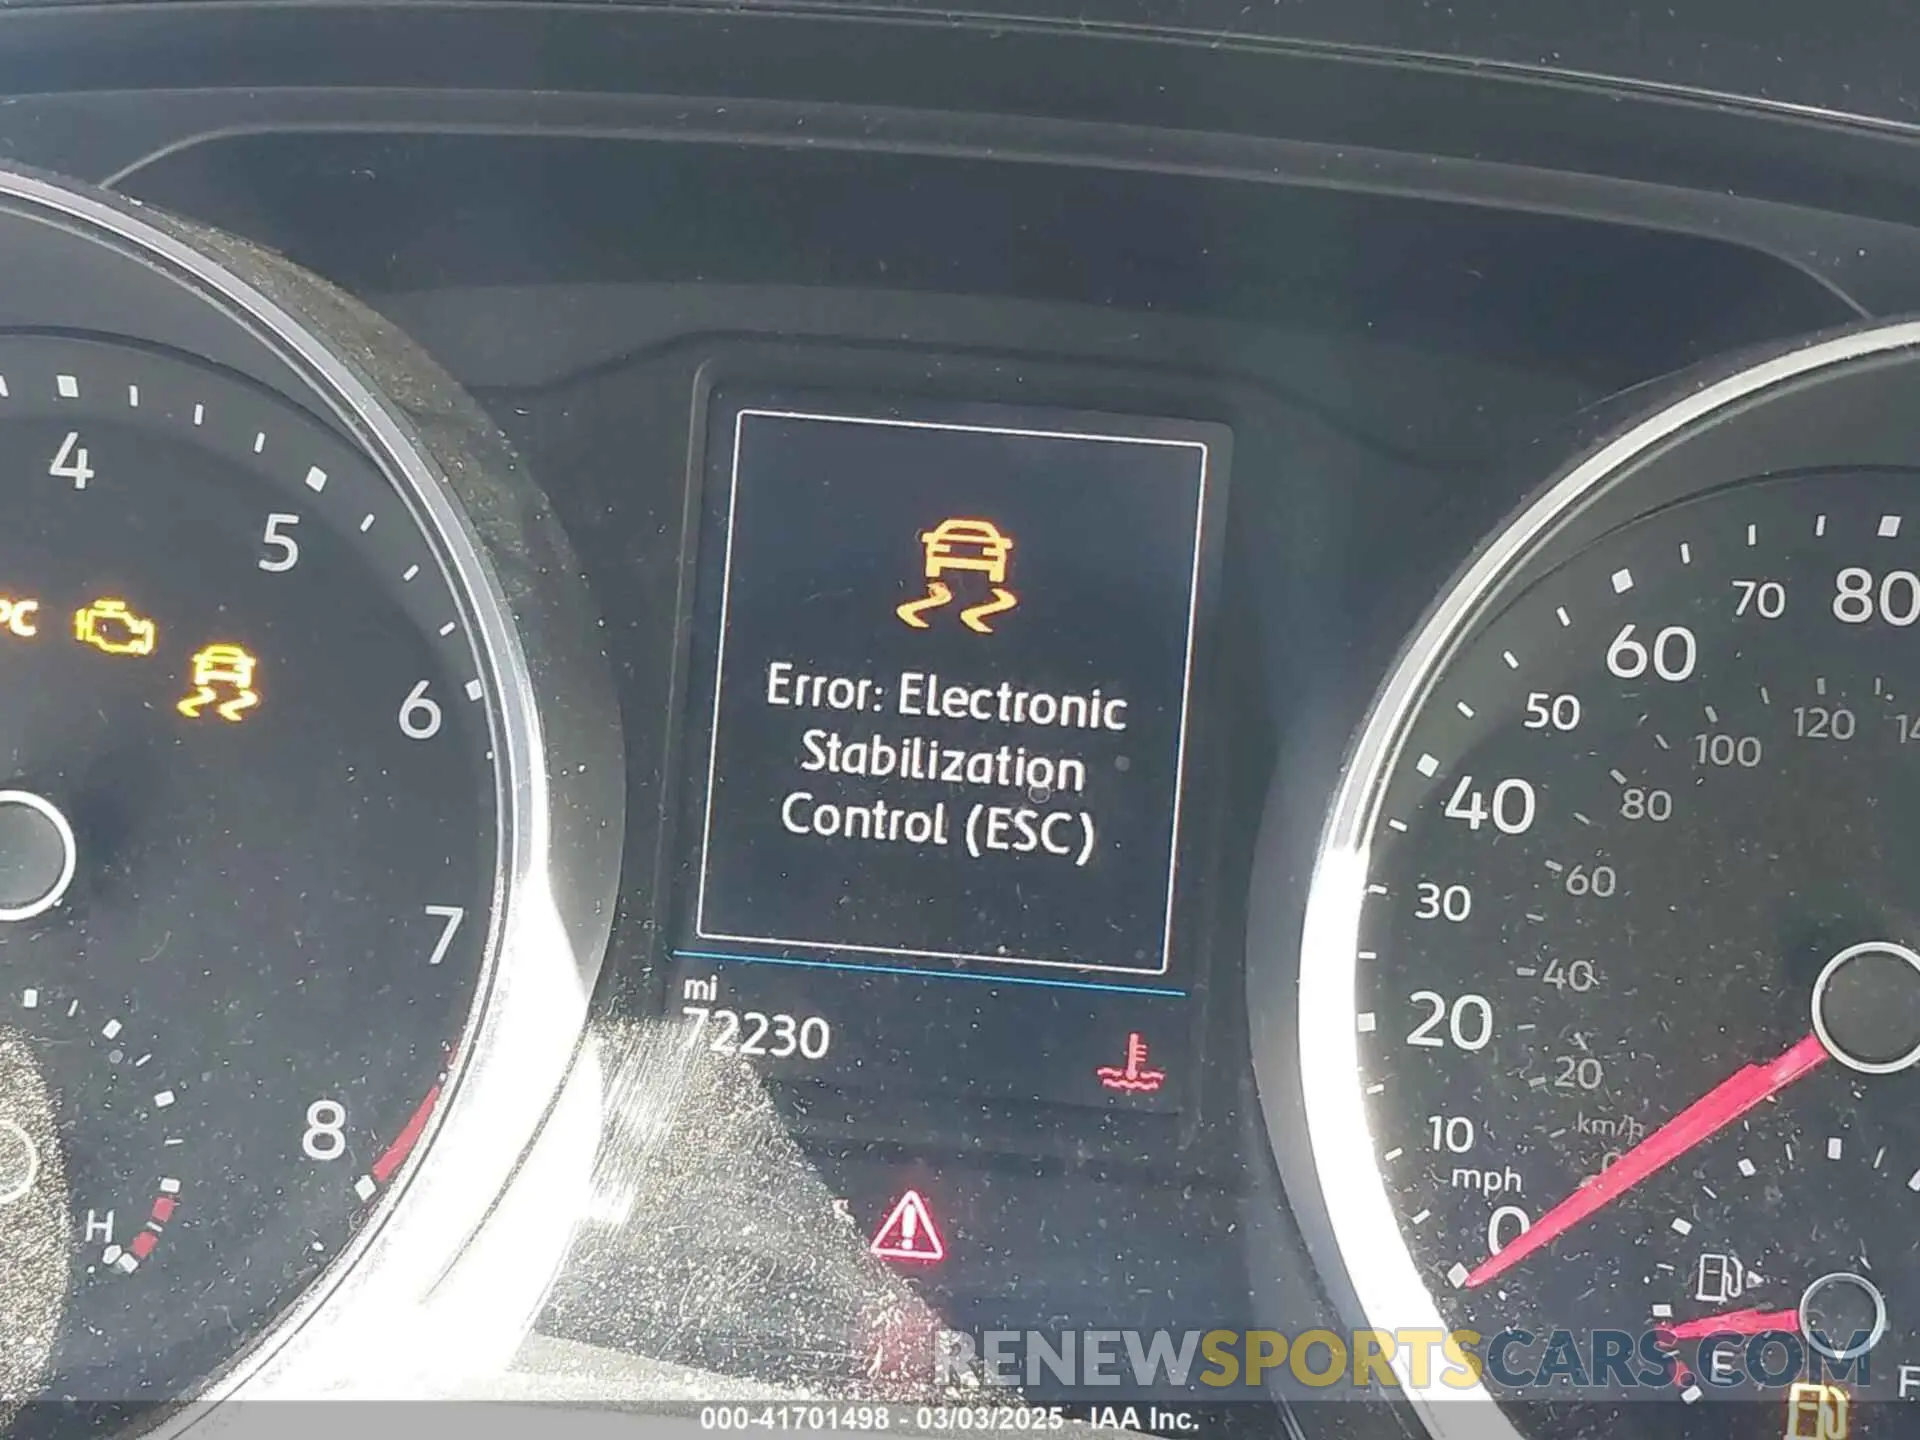 4
5
6
7
8
H
PC
Error: Electronic
Stabilization
Control (ESC)
mi
72230
80
70
60
50
40
30
20
10
mph
0
120
100
80
60
40
20
km/h
0
E
F
RENEWSPORTSCARS.COM
000-41701498 - 03/03/2025 - IAA Inc.